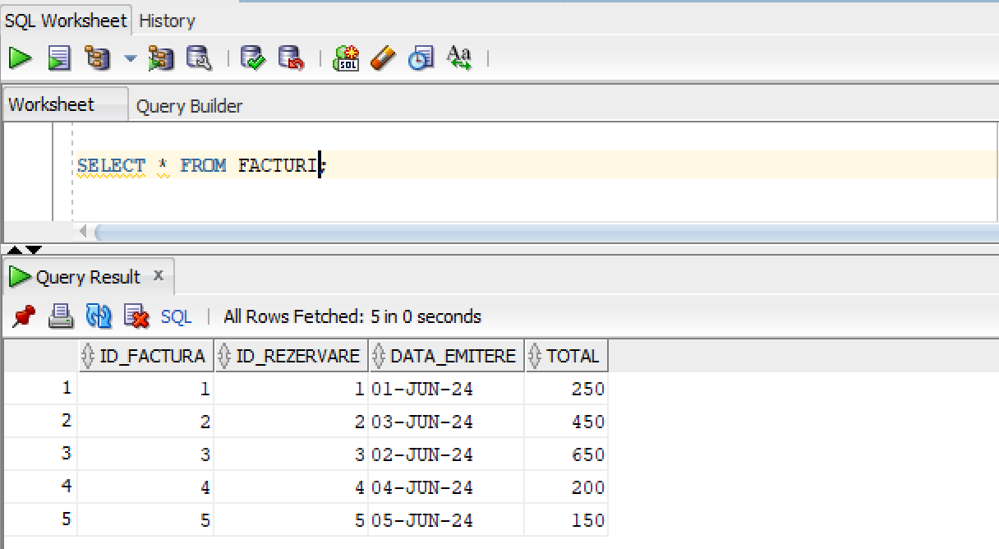 SQL Worksheet History
SQL Aa
Worksheet Query Builder
SELECT * FROM FACTURI;
Query Result x
SQL All Rows Fetched: 5 in 0 seconds
ID_FACTURA ID_REZERVARE DATA_EMITERE TOTAL
1 1 1 01-JUN-24 250
2 2 2 03-JUN-24 450
3 3 3 02-JUN-24 650
4 4 4 04-JUN-24 200
5 5 5 05-JUN-24 150